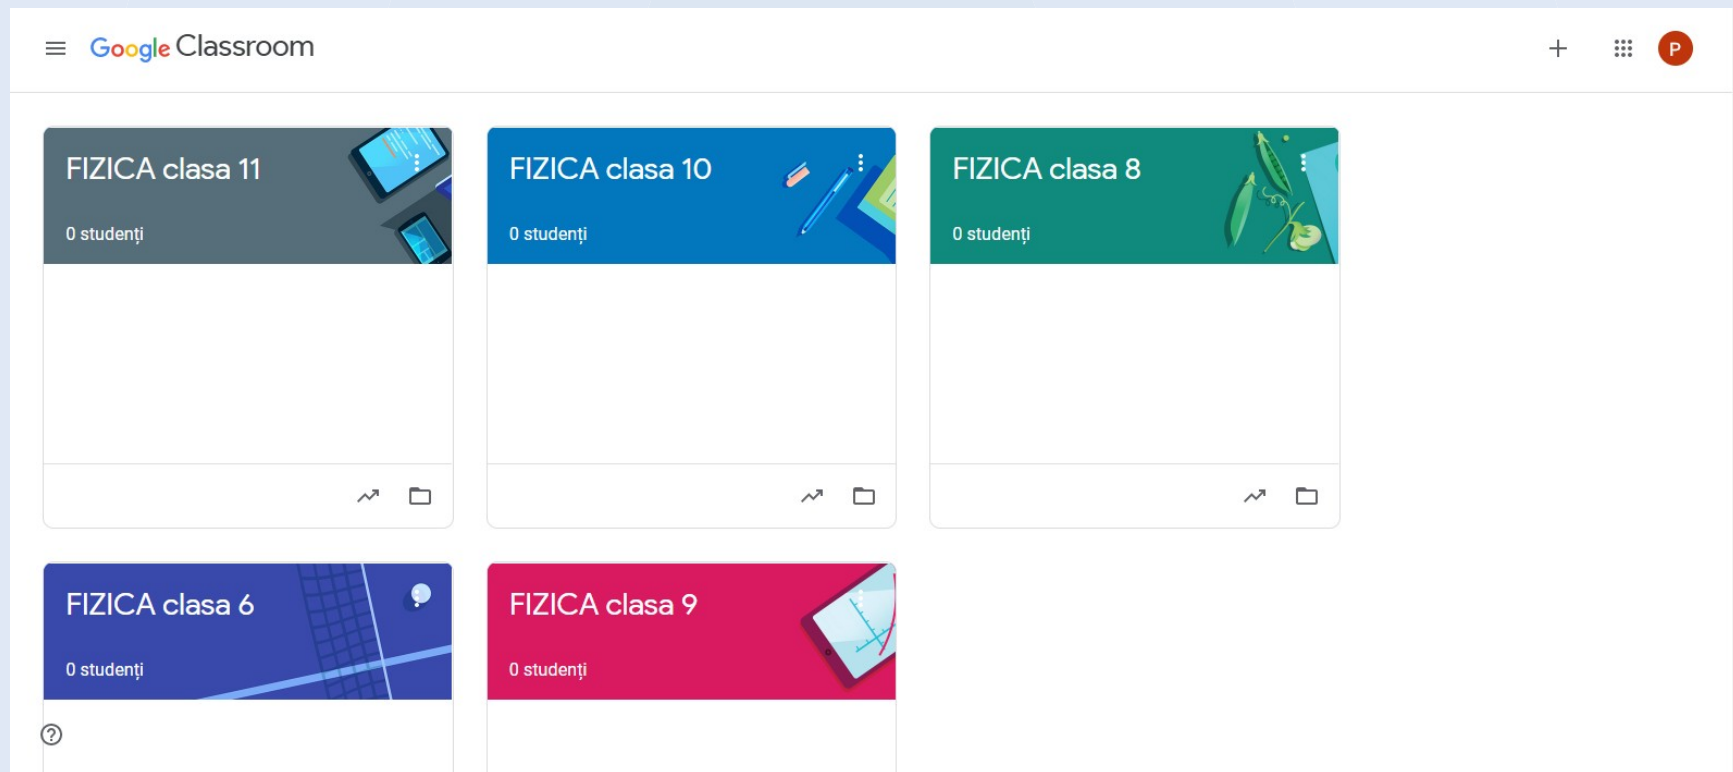 Google Classroom
P
FIZICA clasa 11
0 studenți
FIZICA clasa 10
0 studenți
FIZICA clasa 8
0 studenți
FIZICA clasa 6
0 studenți
FIZICA clasa 9
0 studenți